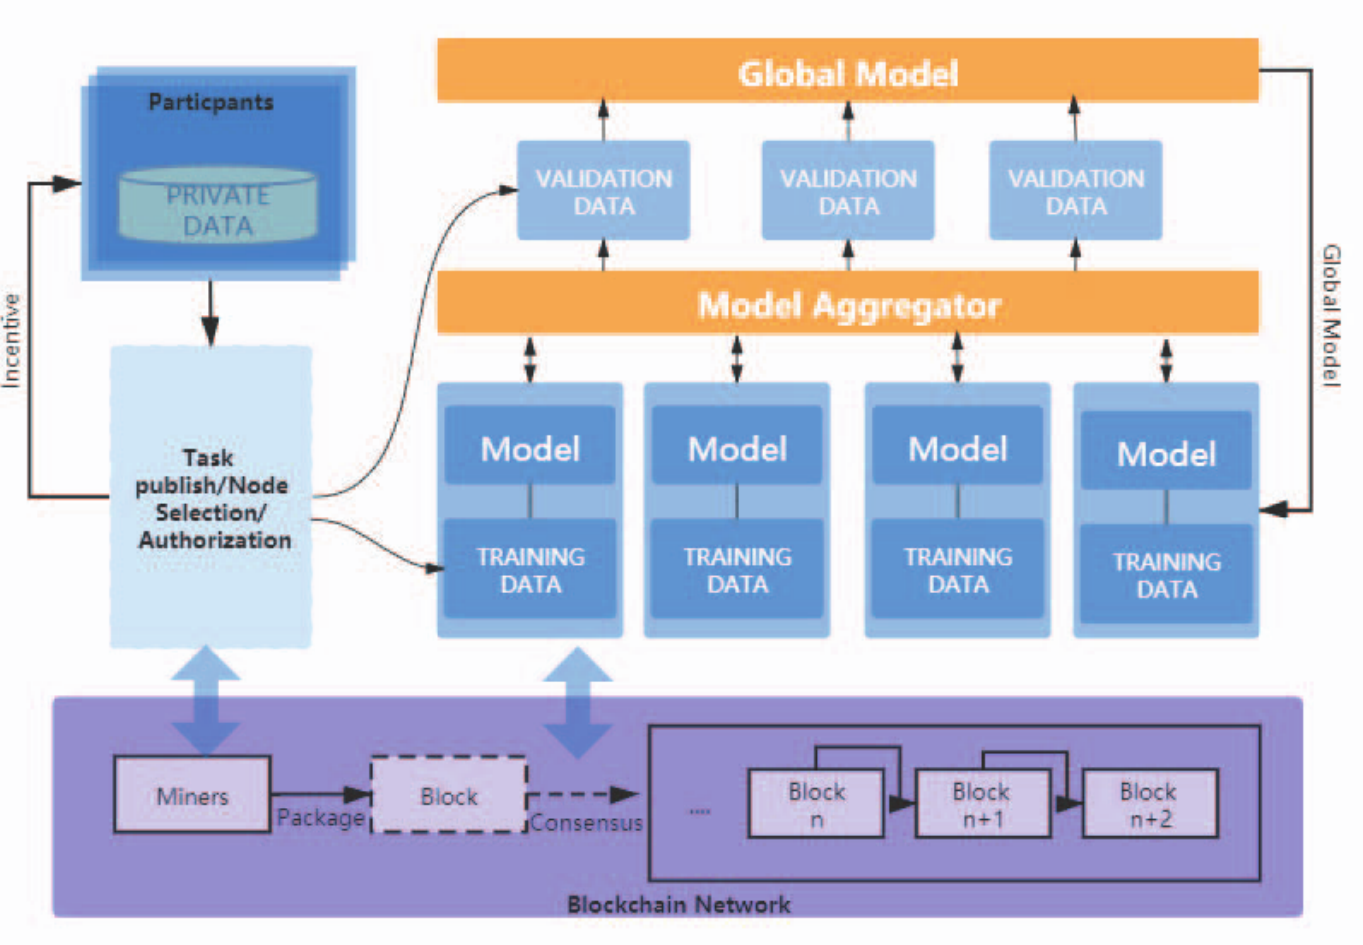 Particpants
PRIVATE
DATA
Incentive
Task
publish/Node
Selection/
Authorization
Global Model
VALIDATION
DATA
VALIDATION
DATA
VALIDATION
DATA
Model Aggregator
Global Model
Model
TRAINING
DATA
Model
TRAINING
DATA
Model
TRAINING
DATA
Model
TRAINING
DATA
Miners
Package
Block
Consensus
....
Block
n
Block
n+1
Block
n+2
Blockchain Network